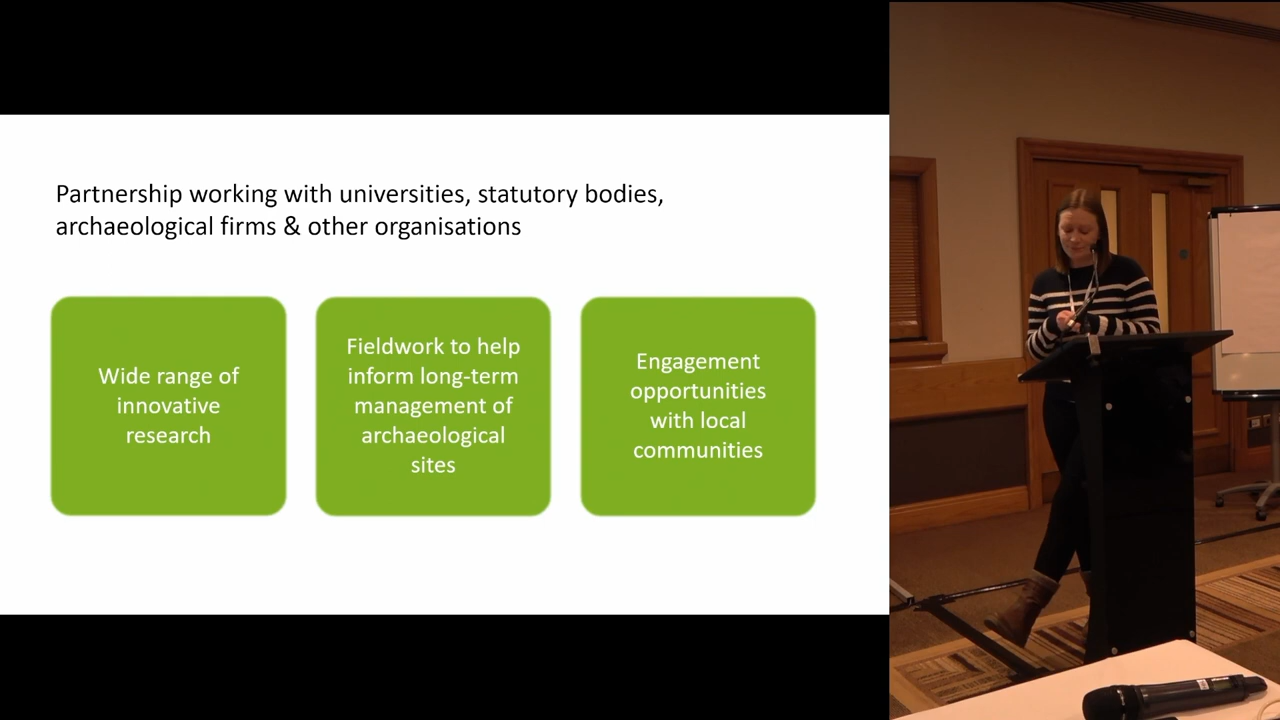 Partnership working with universities, statutory bodies,
archaeological firms & other organisations
Wide range of
innovative
research
Fieldwork to help
inform long-term
management of
archaeological
sites
Engagement
opportunities
with local
communities